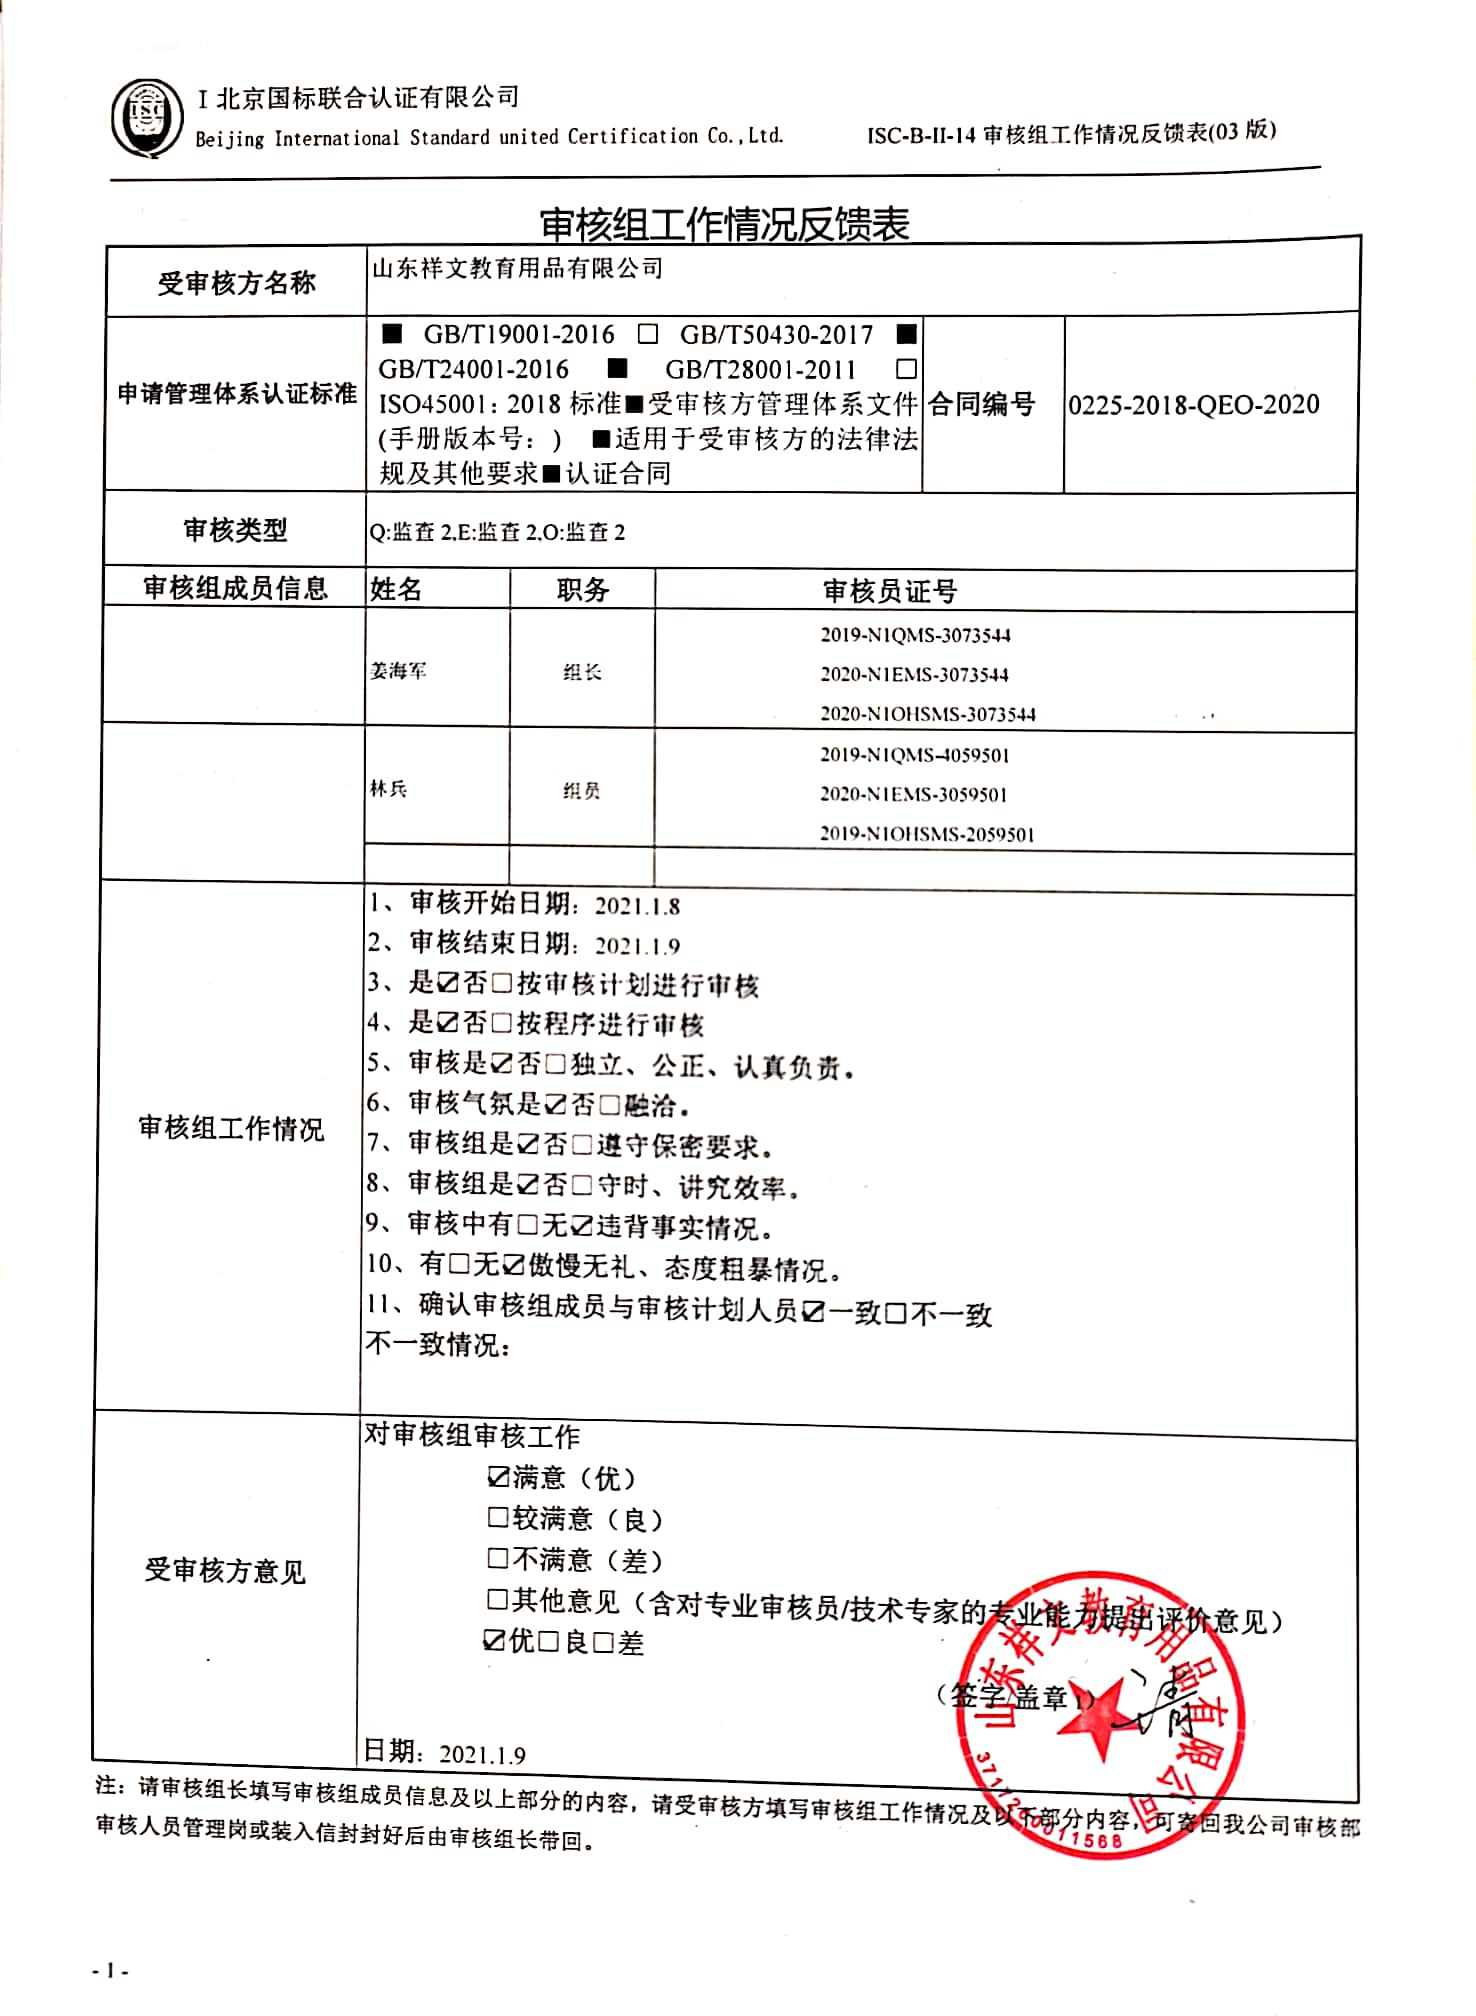 ISC
I 北京国标联合认证有限公司
Beijing International Standard united Certification Co.,Ltd.
ISC-B-II-14 审核组工作情况反馈表(03 版)
审核组工作情况反馈表
受审核方名称
山东祥文教育用品有限公司
申请管理体系认证标准
■ GB/T19001-2016 □ GB/T50430-2017 ■
GB/T24001-2016 ■ GB/T28001-2011 □
ISO45001: 2018 标准■受审核方管理体系文件
(手册版本号: ) ■适用于受审核方的法律法
规及其他要求■认证合同
合同编号
0225-2018-QEO-2020
审核类型
Q:监查 2,E:监查 2,O:监查 2
审核组成员信息 姓名 职务 审核员证号
2019-N1QMS-3073544
姜海军 组长 2020-N1EMS-3073544
2020-N1OHSMS-3073544
2019-N1QMS-4059501
林兵 组员 2020-N1EMS-3059501
2019-N1OHSMS-2059501
审核组工作情况
1、审核开始日期: 2021.1.8
2、审核结束日期: 2021.1.9
3、是☑否□按审核计划进行审核
4、是☑否□按程序进行审核
5、审核是☑否□独立、公正、认真负责。
6、审核气氛是☑否□融洽。
7、审核组是☑否□遵守保密要求。
8、审核组是☑否□守时、讲究效率。
9、审核中有□无☑违背事实情况。
10、有□无☑傲慢无礼、态度粗暴情况。
11、确认审核组成员与审核计划人员☑一致□不一致
不一致情况:
受审核方意见
对审核组审核工作
☑满意（优）
□较满意（良）
□不满意（差）
□其他意见（含对专业审核员/技术专家的专业能力提出评价意见）
☑优□良□差
（签字/盖章）
山东祥文教育用品有限公司
日期: 2021.1.9
注: 请审核组长填写审核组成员信息及以上部分的内容, 请受审核方填写审核组工作情况及以下部分内容, 可寄回我公司审核部
审核人员管理岗或装入信封封好后由审核组长带回。
- 1 -